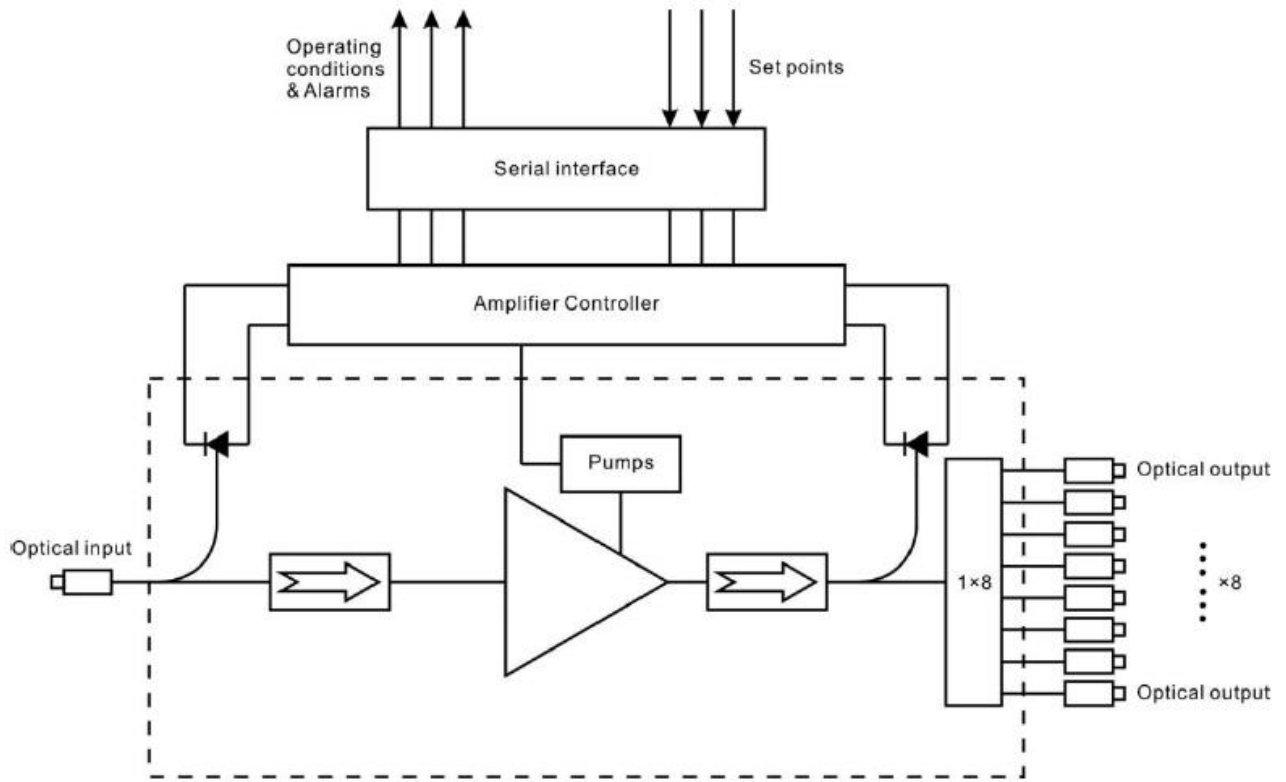 Operating
conditions
& Alarms
Set points
Serial interface
Amplifier Controller
Pumps
Optical input
1×8
Optical output
×8
Optical output